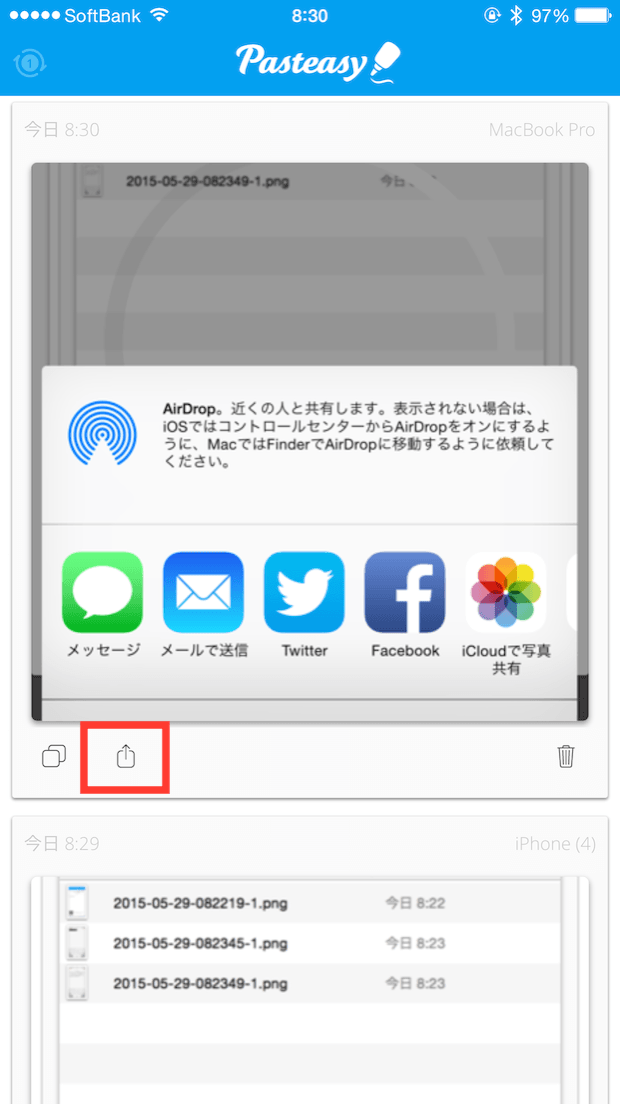 SoftBank 8:30 97%
1
Pasteasy
今日 8:30 MacBook Pro
2015-05-29-082349-1.png 今日
AirDrop。近くの人と共有します。表示されない場合は、
iOSではコントロールセンターからAirDropをオンにするよ
うに、MacではFinderでAirDropに移動するように依頼して
ください。
メッセージ メールで送信 Twitter Facebook iCloudで写真
共有
今日 8:29 iPhone (4)
2015-05-29-082219-1.png 今日 8:22
2015-05-29-082345-1.png 今日 8:23
2015-05-29-082349-1.png 今日 8:23